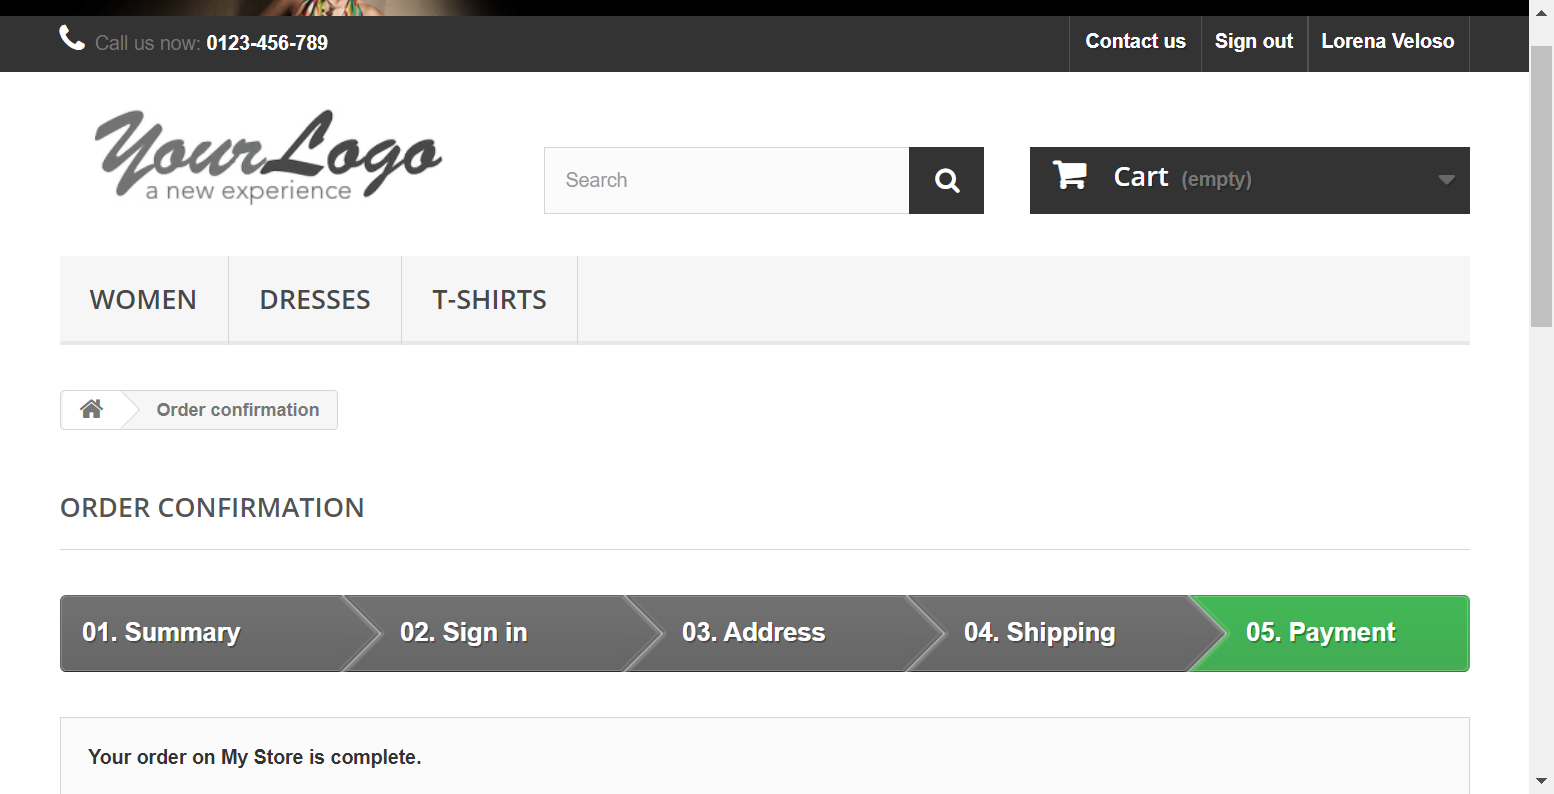 Call us now: 0123-456-789
Contact us
Sign out
Lorena Veloso
YourLogo
a new experience
Search
Cart (empty)
WOMEN
DRESSES
T-SHIRTS
Order confirmation
ORDER CONFIRMATION
01. Summary
02. Sign in
03. Address
04. Shipping
05. Payment
Your order on My Store is complete.